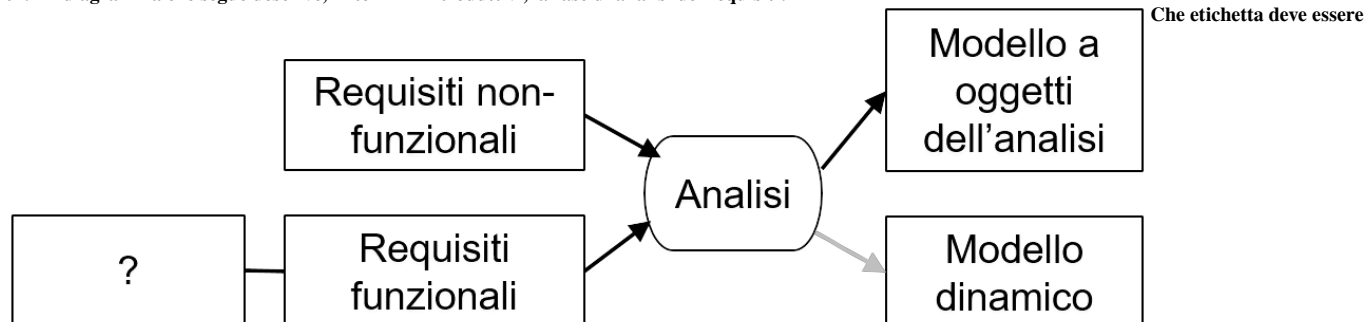 Che etichetta deve essere
Modello a
oggetti
dell'analisi
Requisiti non-
funzionali
Analisi
?
Requisiti
funzionali
Modello
dinamico